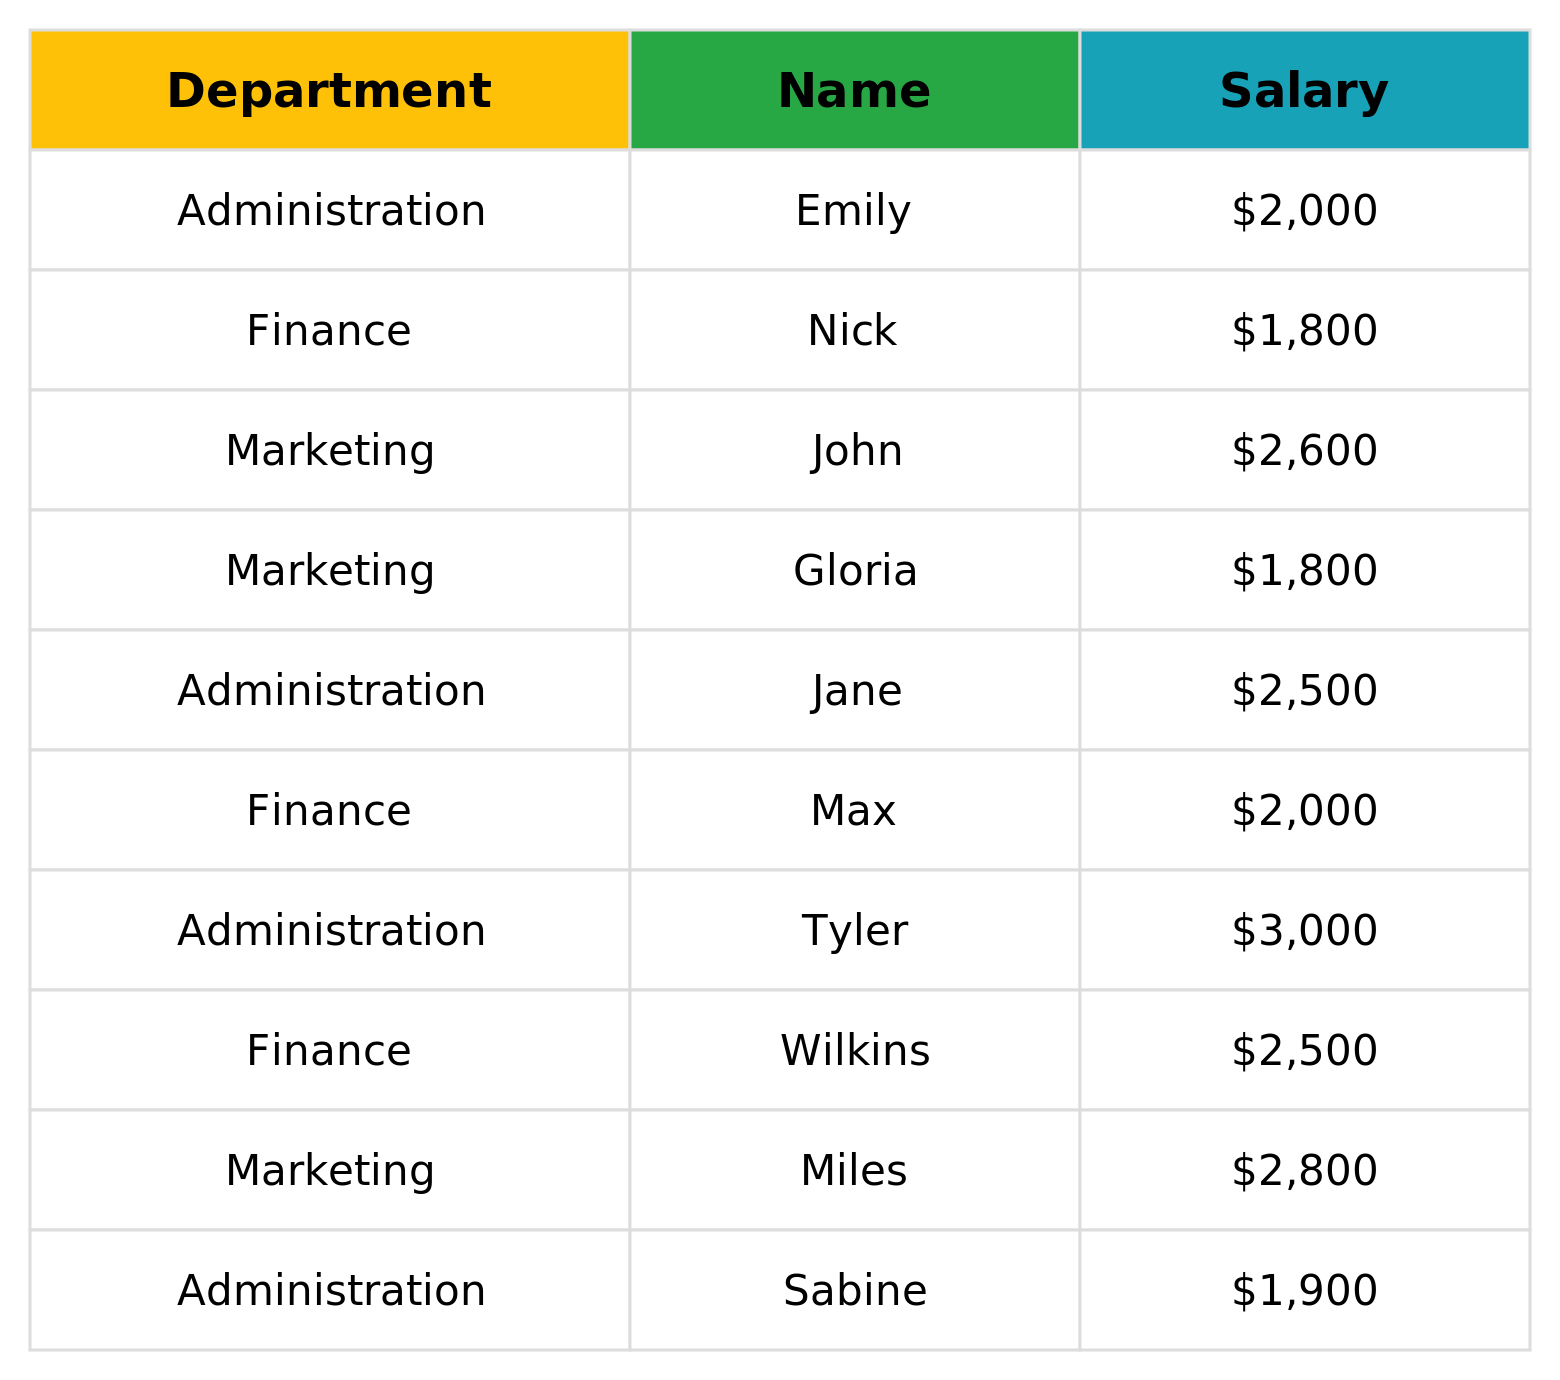 Department Name Salary
Administration Emily $2,000
Finance Nick $1,800
Marketing John $2,600
Marketing Gloria $1,800
Administration Jane $2,500
Finance Max $2,000
Administration Tyler $3,000
Finance Wilkins $2,500
Marketing Miles $2,800
Administration Sabine $1,900